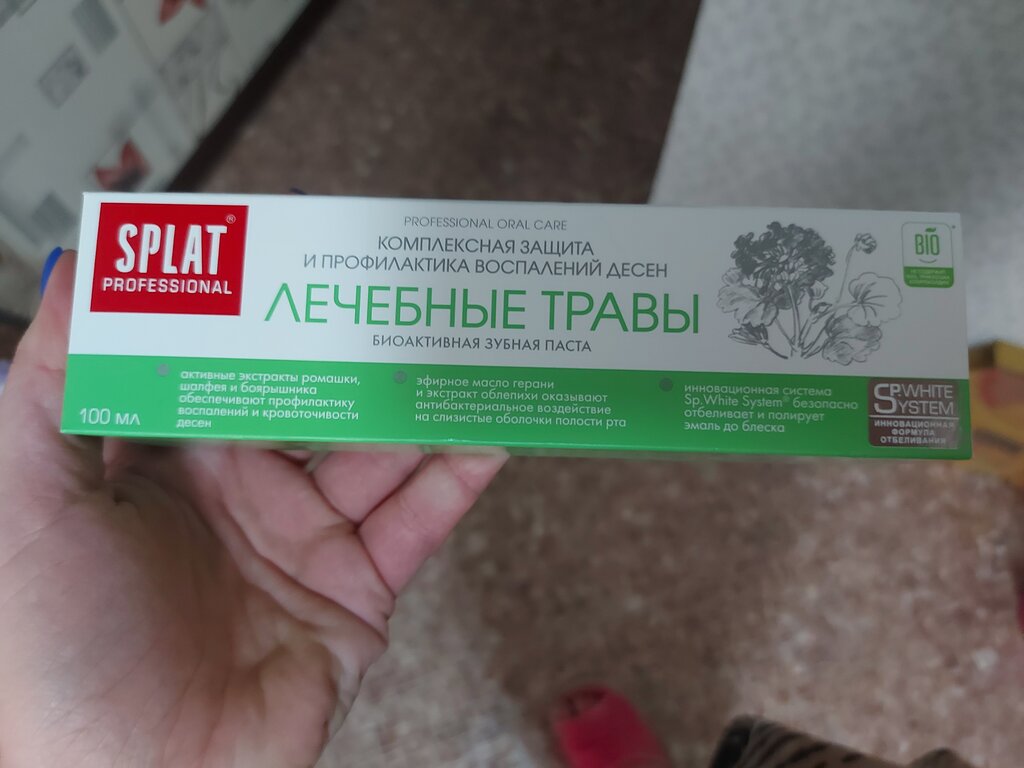 SPLAT®
PROFESSIONAL
PROFESSIONAL ORAL CARE
КОМПЛЕКСНАЯ ЗАЩИТА
И ПРОФИЛАКТИКА ВОСПАЛЕНИЙ ДЕСЕН
ЛЕЧЕБНЫЕ ТРАВЫ
БИОАКТИВНАЯ ЗУБНАЯ ПАСТА
BIO
100 МЛ
активные экстракты ромашки,
шалфея и боярышника
обеспечивают профилактику
воспалений и кровоточивости
десен
эфирное масло герани
и экстракт облепихи оказывают
антибактериальное воздействие
на слизистые оболочки полости рта
инновационная система
Sp.White System® безопасно
отбеливает и полирует
эмаль до блеска
SP.WHITE
SYSTEM
ИННОВАЦИОННАЯ
ФОРМУЛА
ОТБЕЛИВАНИЯ